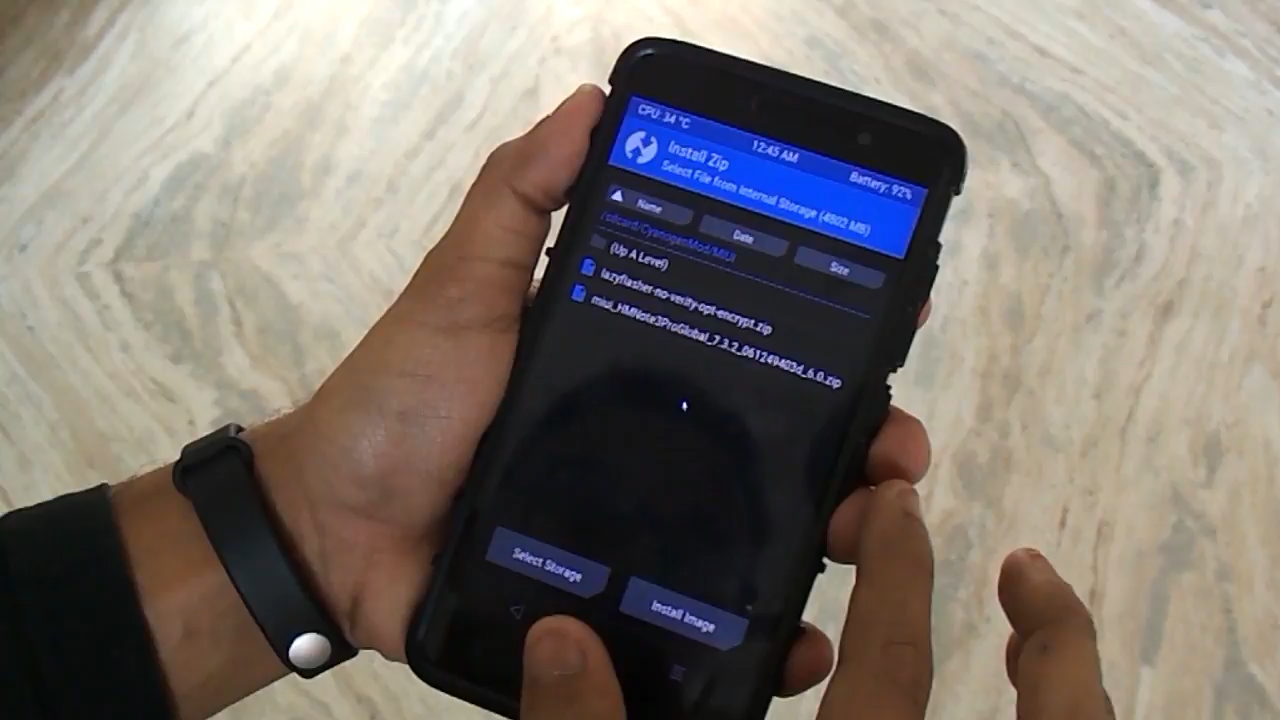 CPU: 34 °C
12:45 AM
Battery: 92%
Install Zip
Select File from Internal Storage (4802 MB)
Name
Date
Size
/sdcard/CyanogenMod/MIUI
(Up A Level)
lazyflasher-no-verity-opt-encrypt.zip
miui_HMNote3ProGlobal_7.3.2_061249403d_6.0.zip
Select Storage
Install Image